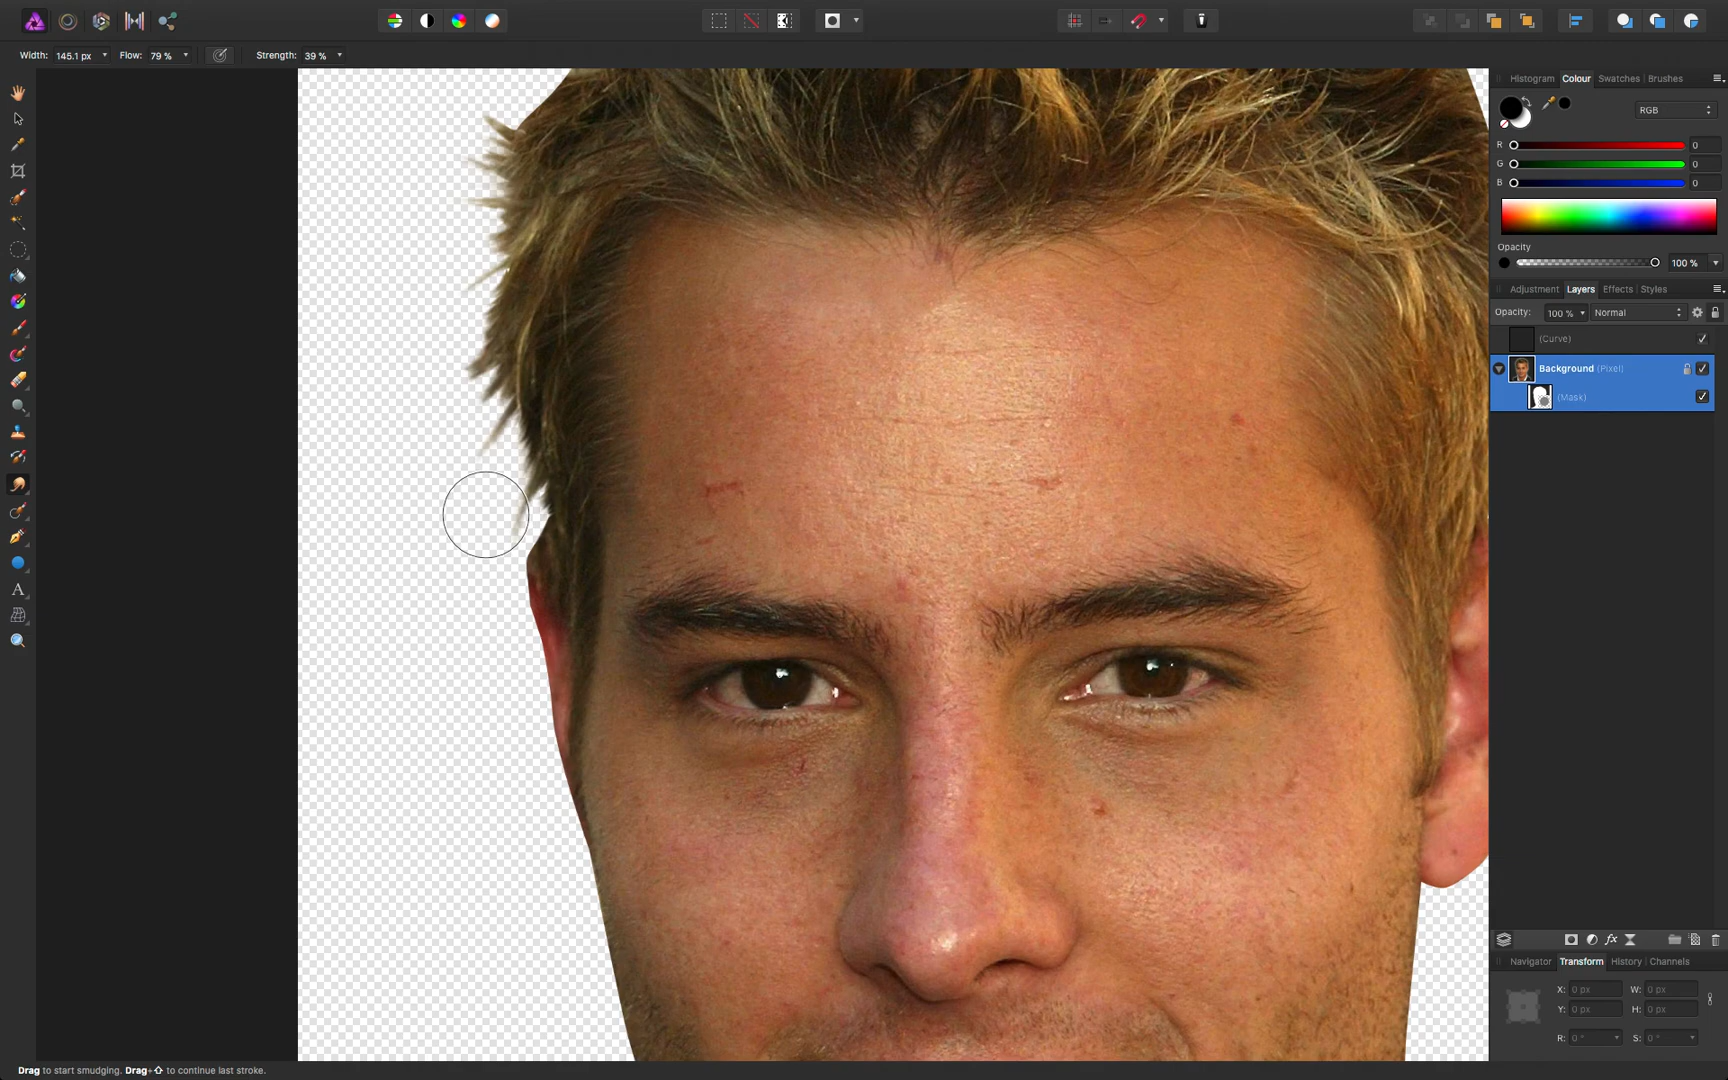 Width: 145.1 px Flow: 79 % Strength: 39 %
Histogram Colour Swatches Brushes
RGB
R 0
G 0
B 0
Opacity
100 %
Adjustment Layers Effects Styles
Opacity: 100 % Normal
(Curve)
Background (Pixel)
(Mask)
A
fx
Navigator Transform History Channels
X: 0 px W: 0 px
Y: 0 px H: 0 px
R: 0 ° S: 0 °
Drag to start smudging. Drag+⇧ to continue last stroke.